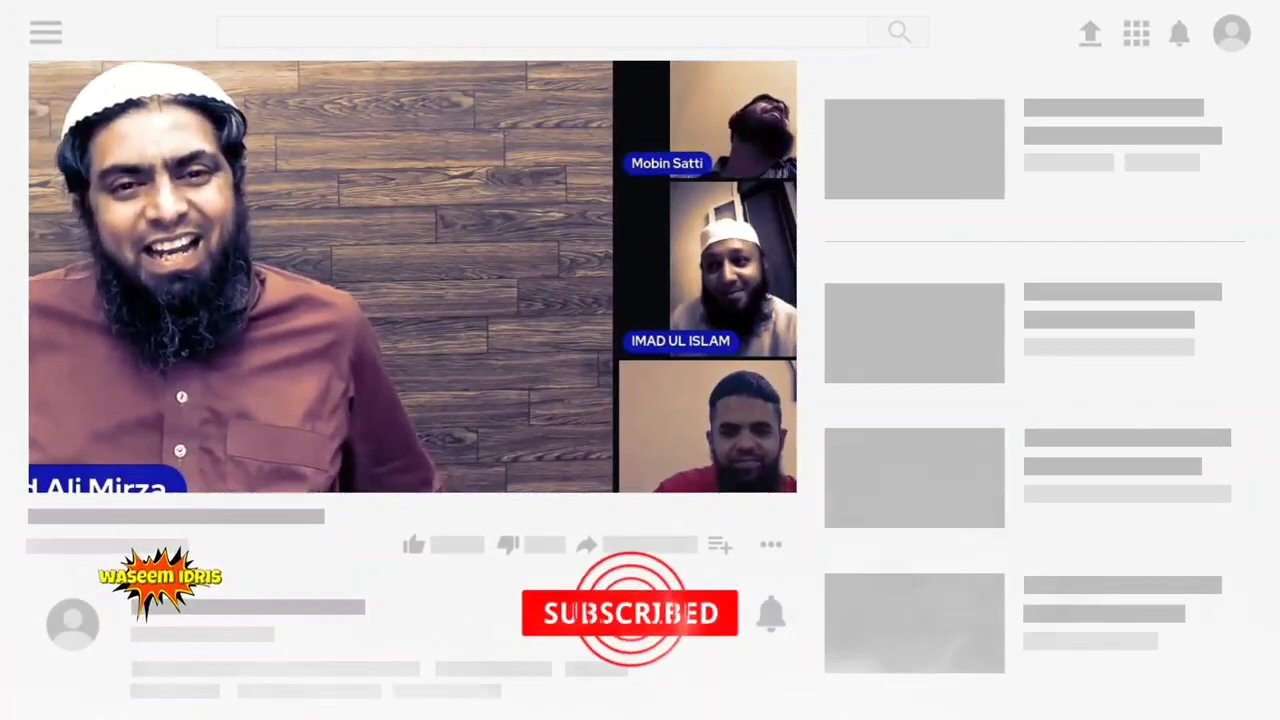 Mobin Satti
IMAD UL ISLAM
d Ali Mirza
WASEEM IDRIS
SUBSCRIBED